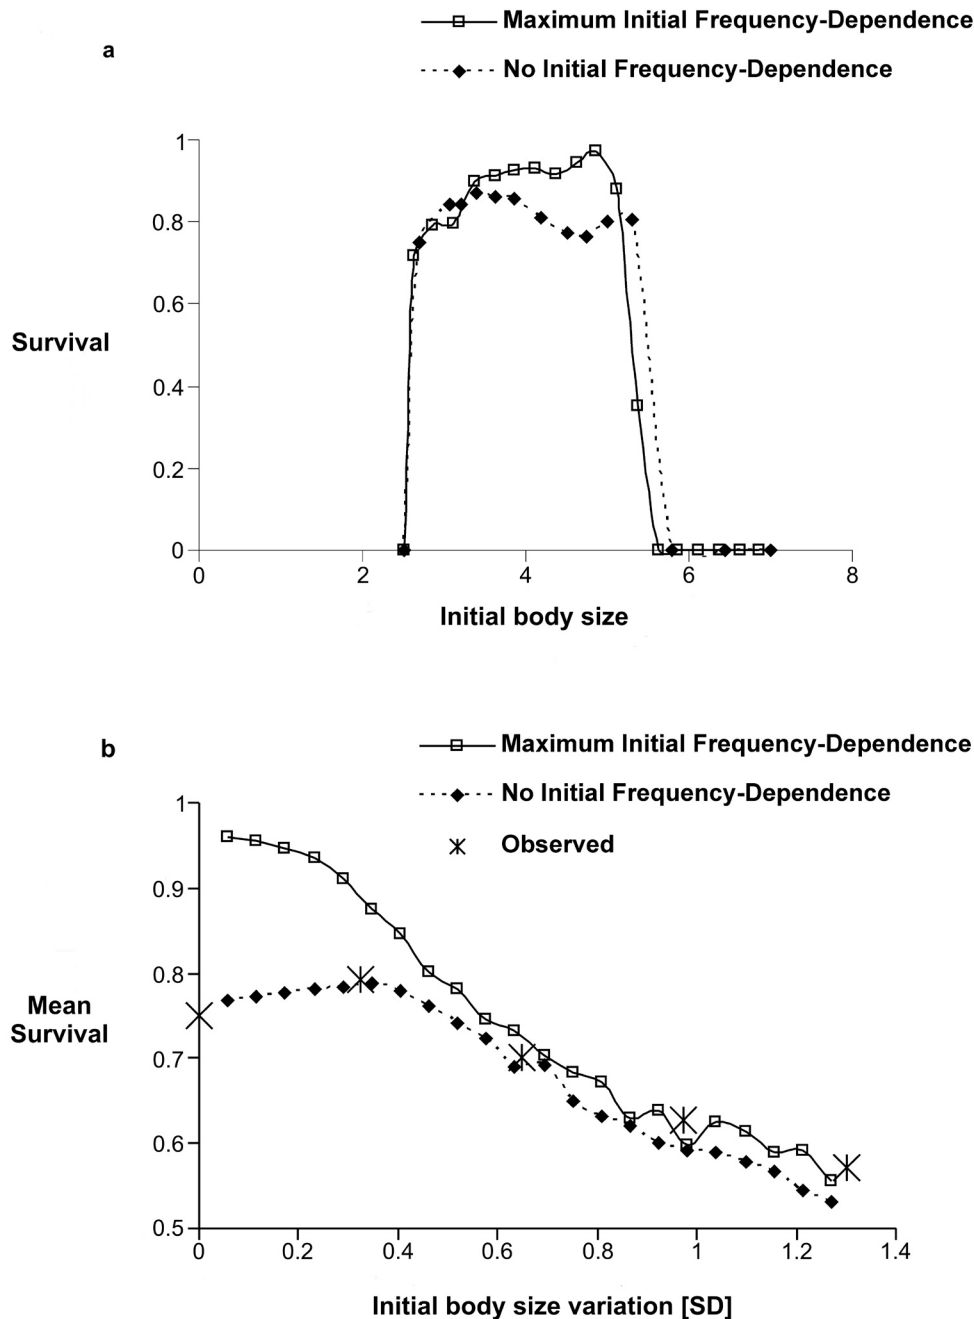 a
Maximum Initial Frequency-Dependence
No Initial Frequency-Dependence
1
0.8
0.6
Survival
0.4
0.2
0
0 2 4 6 8
Initial body size
b
Maximum Initial Frequency-Dependence
No Initial Frequency-Dependence
Observed
1
0.9
0.8
Mean
Survival
0.7
0.6
0.5
0 0.2 0.4 0.6 0.8 1 1.2 1.4
Initial body size variation [SD]